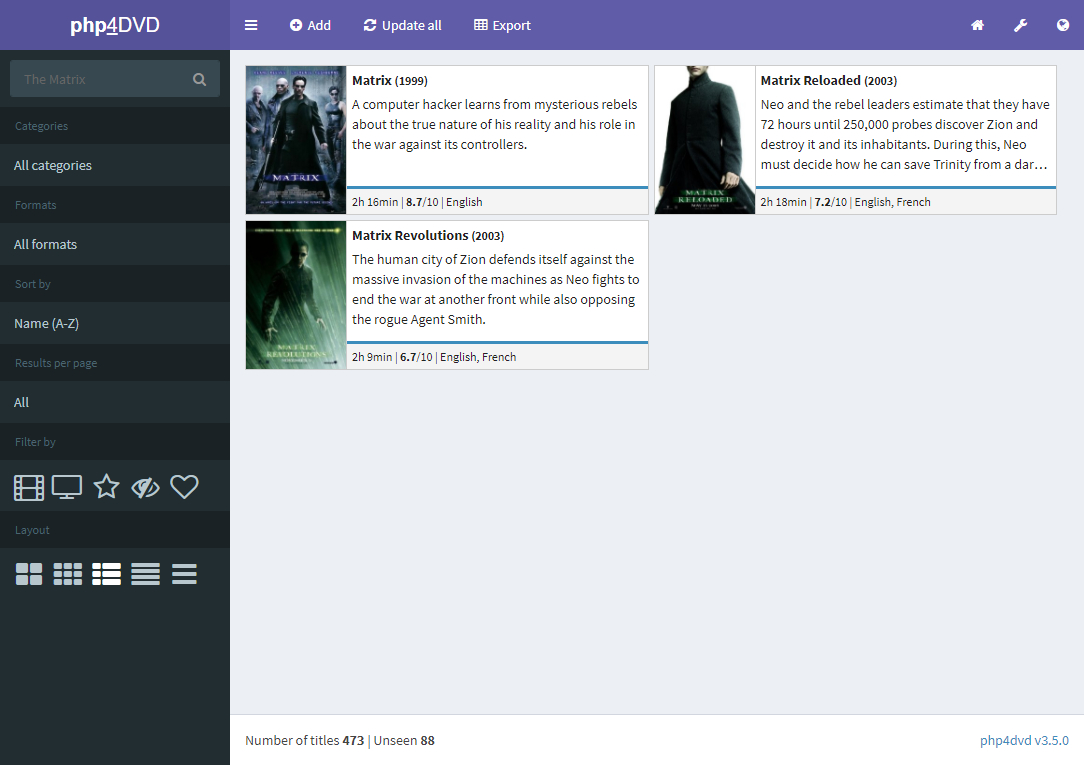 php4DVD
Add
Update all
Export
The Matrix
Categories
All categories
Formats
All formats
Sort by
Name (A-Z)
Results per page
All
Filter by
Layout
MATRIX
Matrix (1999)
A computer hacker learns from mysterious rebels
about the true nature of his reality and his role in
the war against its controllers.
2h 16min | 8.7/10 | English
MATRIX
RELOADED
Matrix Reloaded (2003)
Neo and the rebel leaders estimate that they have
72 hours until 250,000 probes discover Zion and
destroy it and its inhabitants. During this, Neo
must decide how he can save Trinity from a dar…
2h 18min | 7.2/10 | English, French
MATRIX
REVOLUTIONS
Matrix Revolutions (2003)
The human city of Zion defends itself against the
massive invasion of the machines as Neo fights to
end the war at another front while also opposing
the rogue Agent Smith.
2h 9min | 6.7/10 | English, French
Number of titles 473 | Unseen 88
php4dvd v3.5.0